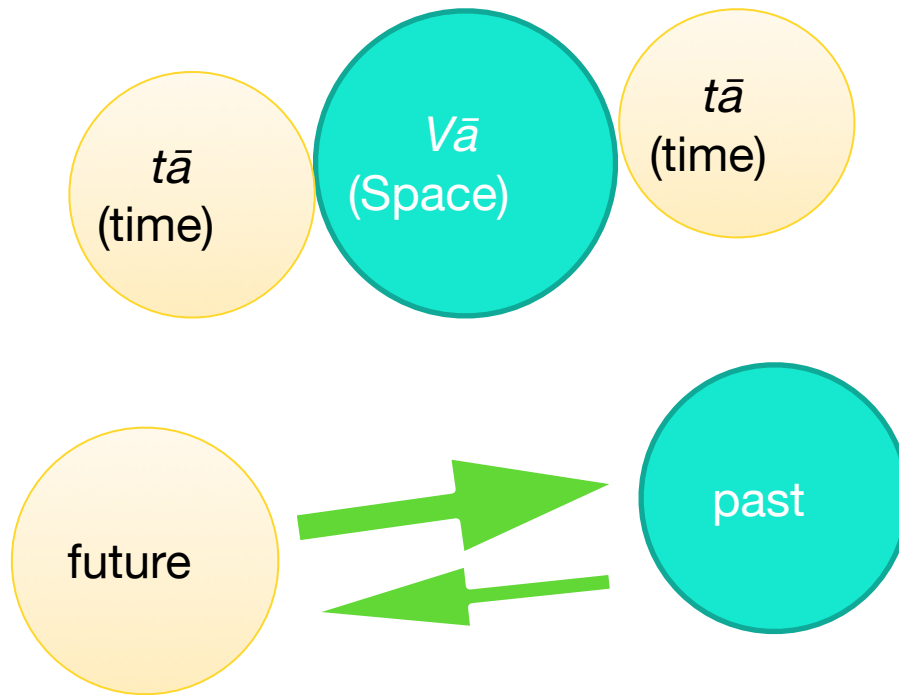 tā
(time)
Vā
(Space)
tā
(time)
future
past